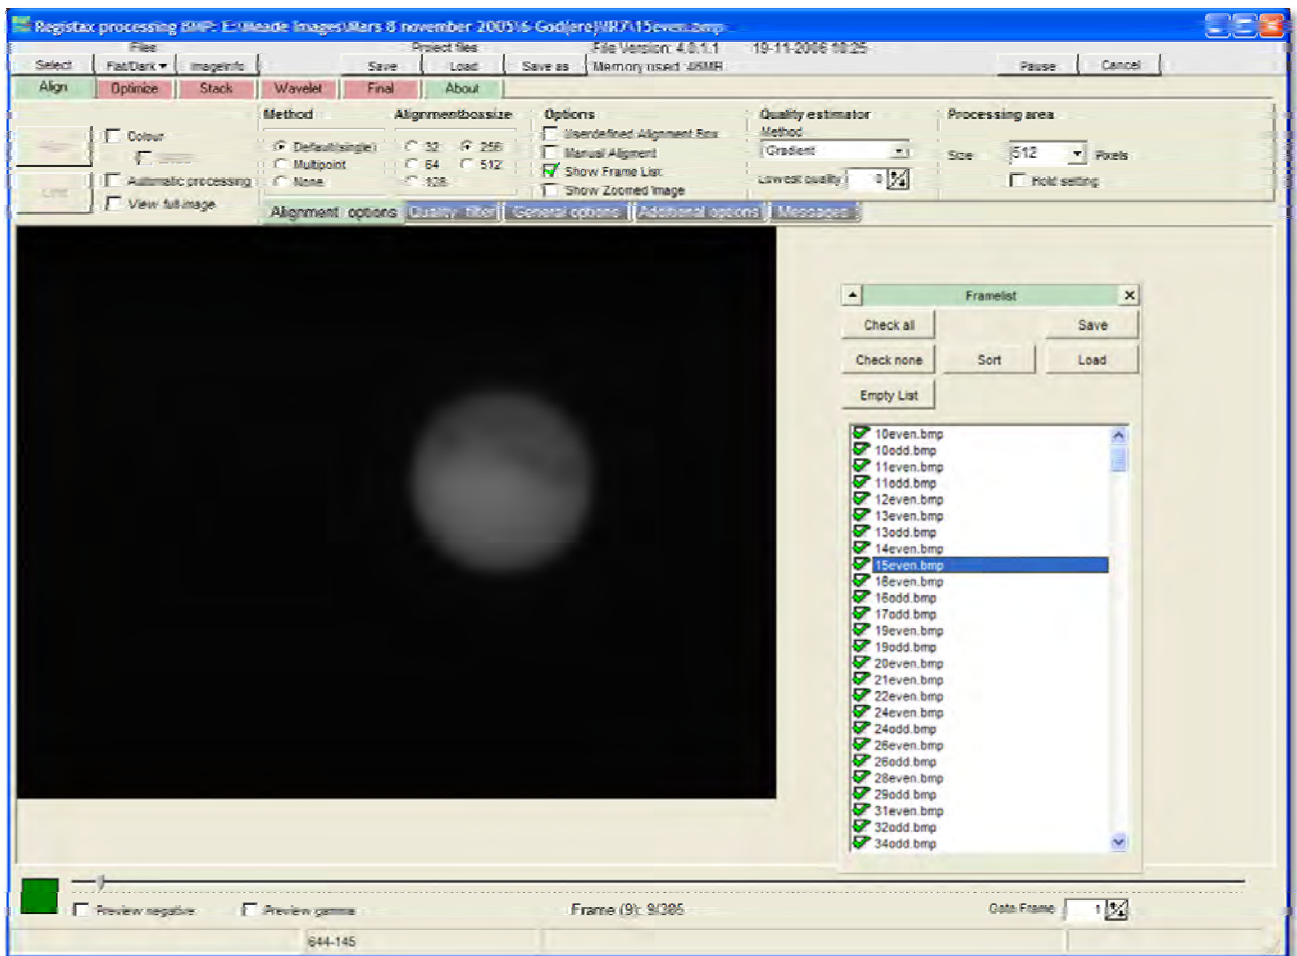 Registax processing BMP: E:\Meade Images\Mars 8 november 2005\6-Godjere\IR7\15even.bmp
Files Project files File Version: 4.0.1.1 19-11-2006 10:25
Select Flat/Dark ImageInfo Save Load Save as Memory used :46MB Pause Cancel
Align Optimize Stack Wavelet Final About
Method Alignmentboxsize Options Quality estimator Processing area
Colour Default(single) 32 256 Userdefined Alignment Box Method
Multipoint 64 512 Manual Aligment Gradient Size 512 Pixels
Automatic processing None 128 Show Frame List Lowest quality 0 Hold setting
Limit
View full image Show Zoomed Image
Alignment options Quality filter General options Additional options Messages
Framelist
Check all Save
Check none Sort Load
Empty List
10even.bmp
10odd.bmp
11even.bmp
11odd.bmp
12even.bmp
13even.bmp
13odd.bmp
14even.bmp
15even.bmp
16even.bmp
16odd.bmp
17odd.bmp
19even.bmp
19odd.bmp
20even.bmp
21even.bmp
22even.bmp
24even.bmp
24odd.bmp
26even.bmp
26odd.bmp
28even.bmp
29odd.bmp
31even.bmp
32odd.bmp
34odd.bmp
Preview negative Preview gamma Frame (9): 9/385 Goto Frame 1
644-145